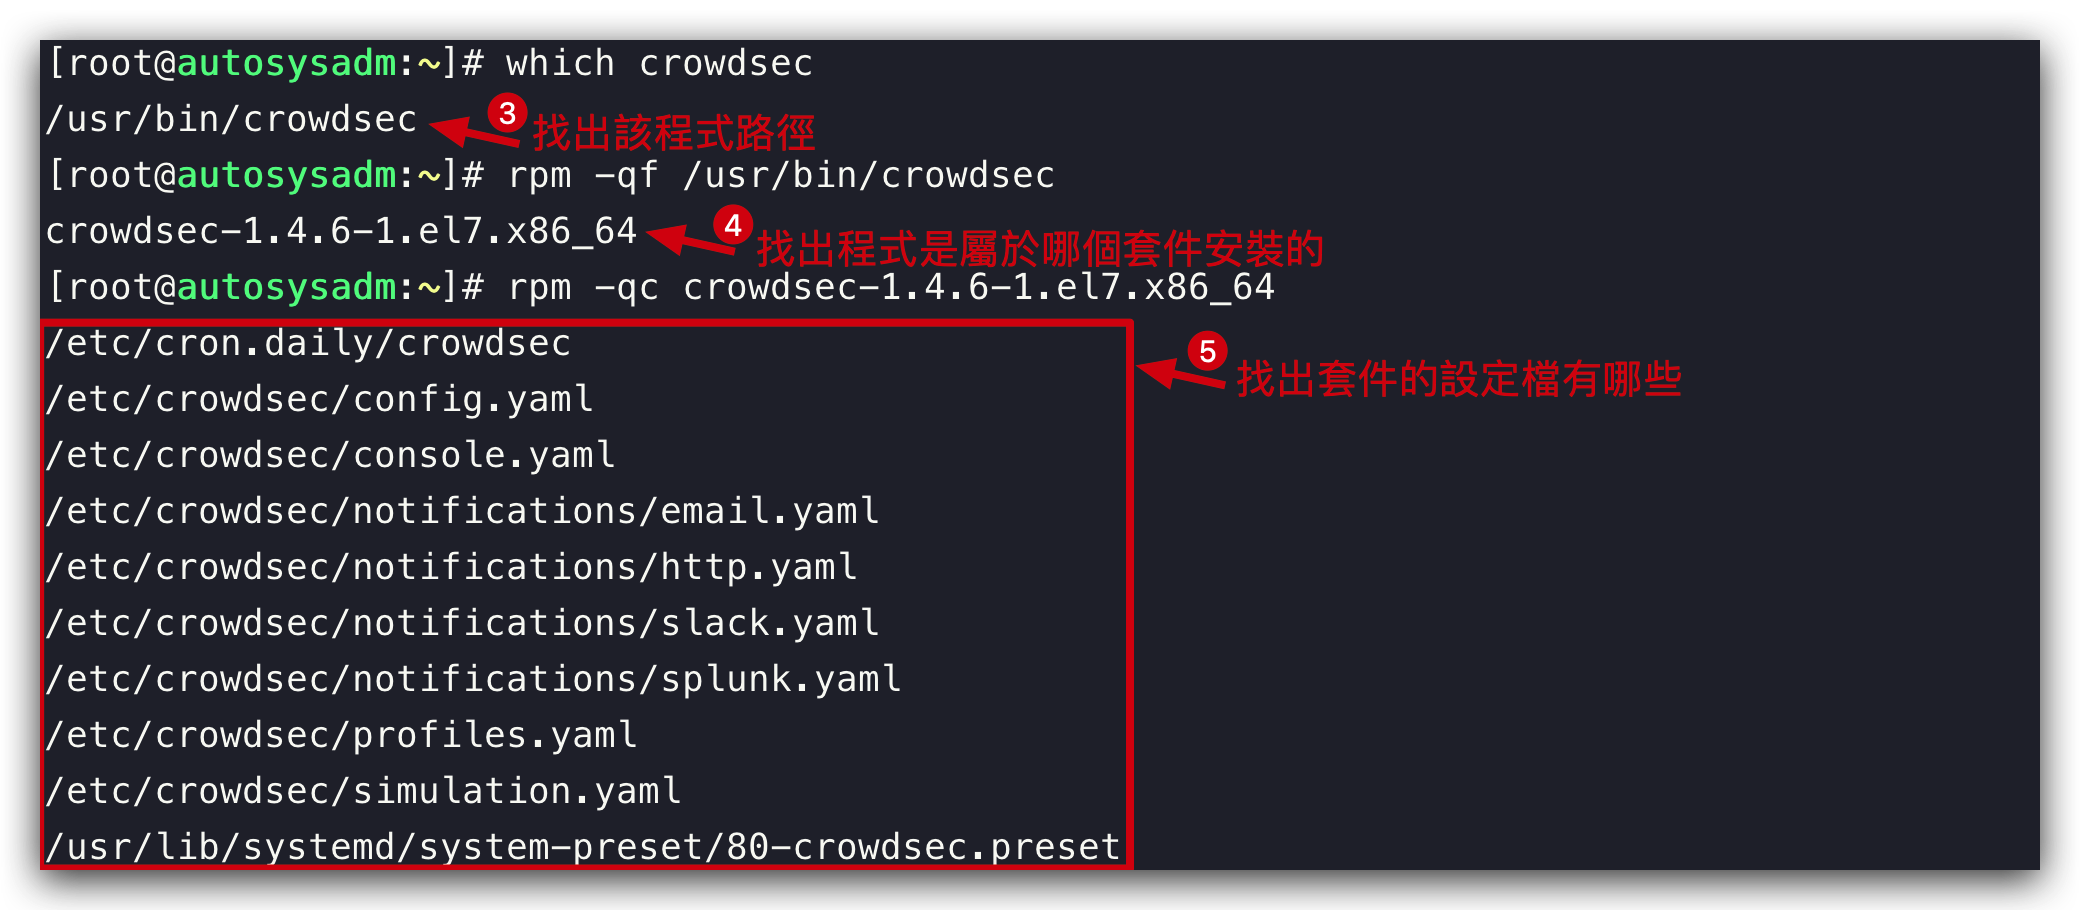 [root@autosysadm:~]# which crowdsec
/usr/bin/crowdsec
3 找出該程式路徑
[root@autosysadm:~]# rpm -qf /usr/bin/crowdsec
crowdsec-1.4.6-1.el7.x86_64
4 找出程式是屬於哪個套件安裝的
[root@autosysadm:~]# rpm -qc crowdsec-1.4.6-1.el7.x86_64
/etc/cron.daily/crowdsec
5 找出套件的設定檔有哪些
/etc/crowdsec/config.yaml
/etc/crowdsec/console.yaml
/etc/crowdsec/notifications/email.yaml
/etc/crowdsec/notifications/http.yaml
/etc/crowdsec/notifications/slack.yaml
/etc/crowdsec/notifications/splunk.yaml
/etc/crowdsec/profiles.yaml
/etc/crowdsec/simulation.yaml
/usr/lib/systemd/system-preset/80-crowdsec.preset